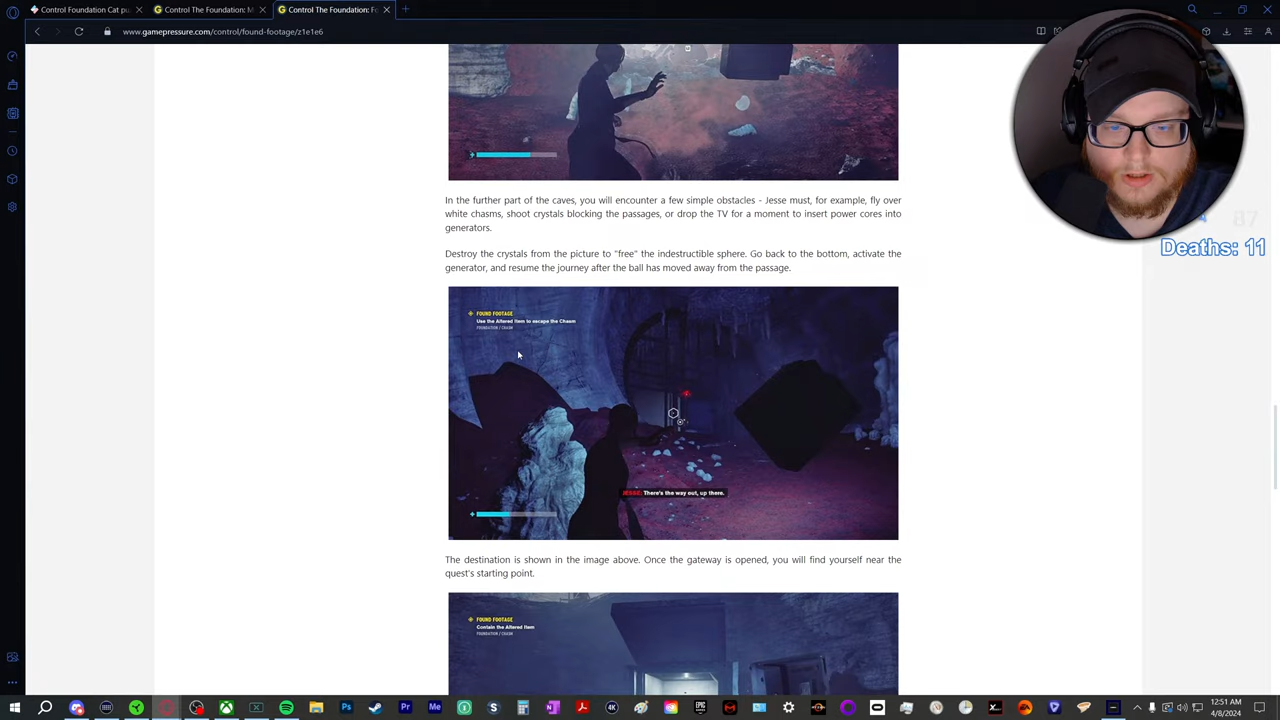 Control Foundation Cat pu
Control The Foundation: M
Control The Foundation: Fo
www.gamepressure.com/control/found-footage/z1e1e6
In the further part of the caves, you will encounter a few simple obstacles - Jesse must, for example, fly over
white chasms, shoot crystals blocking the passages, or drop the TV for a moment to insert power cores into
generators.
Destroy the crystals from the picture to "free" the indestructible sphere. Go back to the bottom, activate the
generator, and resume the journey after the ball has moved away from the passage.
87
Deaths: 11
FOUND FOOTAGE
Use the Altered Item to escape the Chasm
FOUNDATION / CHASM
JESSE: There's the way out, up there.
The destination is shown in the image above. Once the gateway is opened, you will find yourself near the
quest's starting point.
FOUND FOOTAGE
Contain the Altered Item
FOUNDATION / CHASM
12:51 AM
4/8/2024